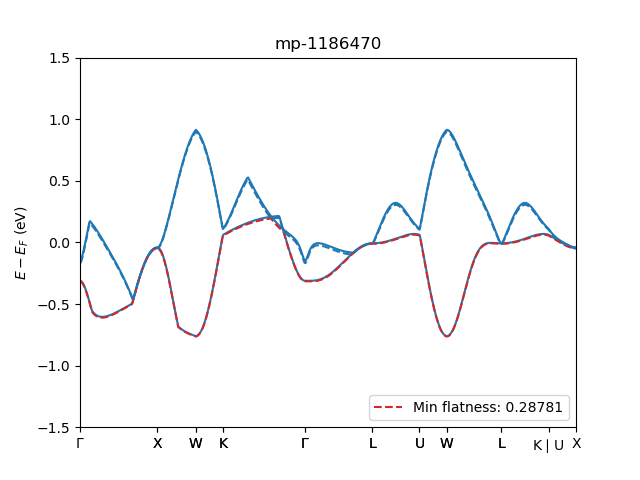 mp-1186470
E − E_F (eV)
1.5
1.0
0.5
0.0
−0.5
−1.0
−1.5
Min flatness: 0.28781
Γ X W K Γ L U W L K | U X